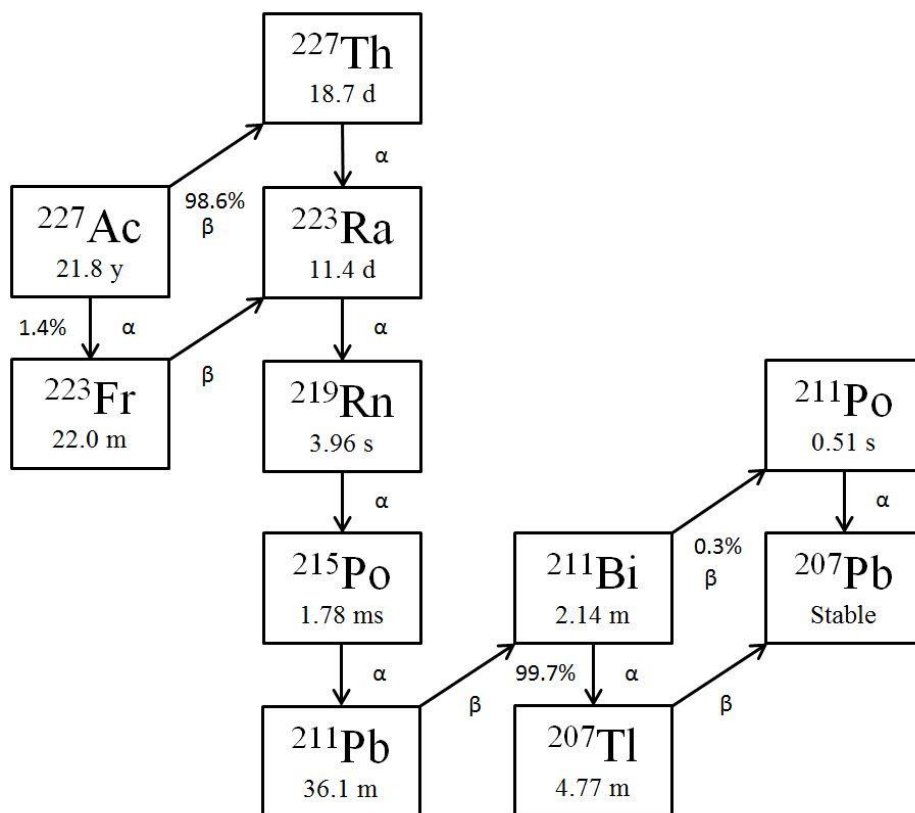 227Th
18.7 d
α
98.6%
β
227Ac
21.8 y
223Ra
11.4 d
1.4%
α
β
α
223Fr
22.0 m
219Rn
3.96 s
211Po
0.51 s
α
α
0.3%
β
215Po
1.78 ms
211Bi
2.14 m
207Pb
Stable
α
β
99.7%
α
β
211Pb
36.1 m
207Tl
4.77 m